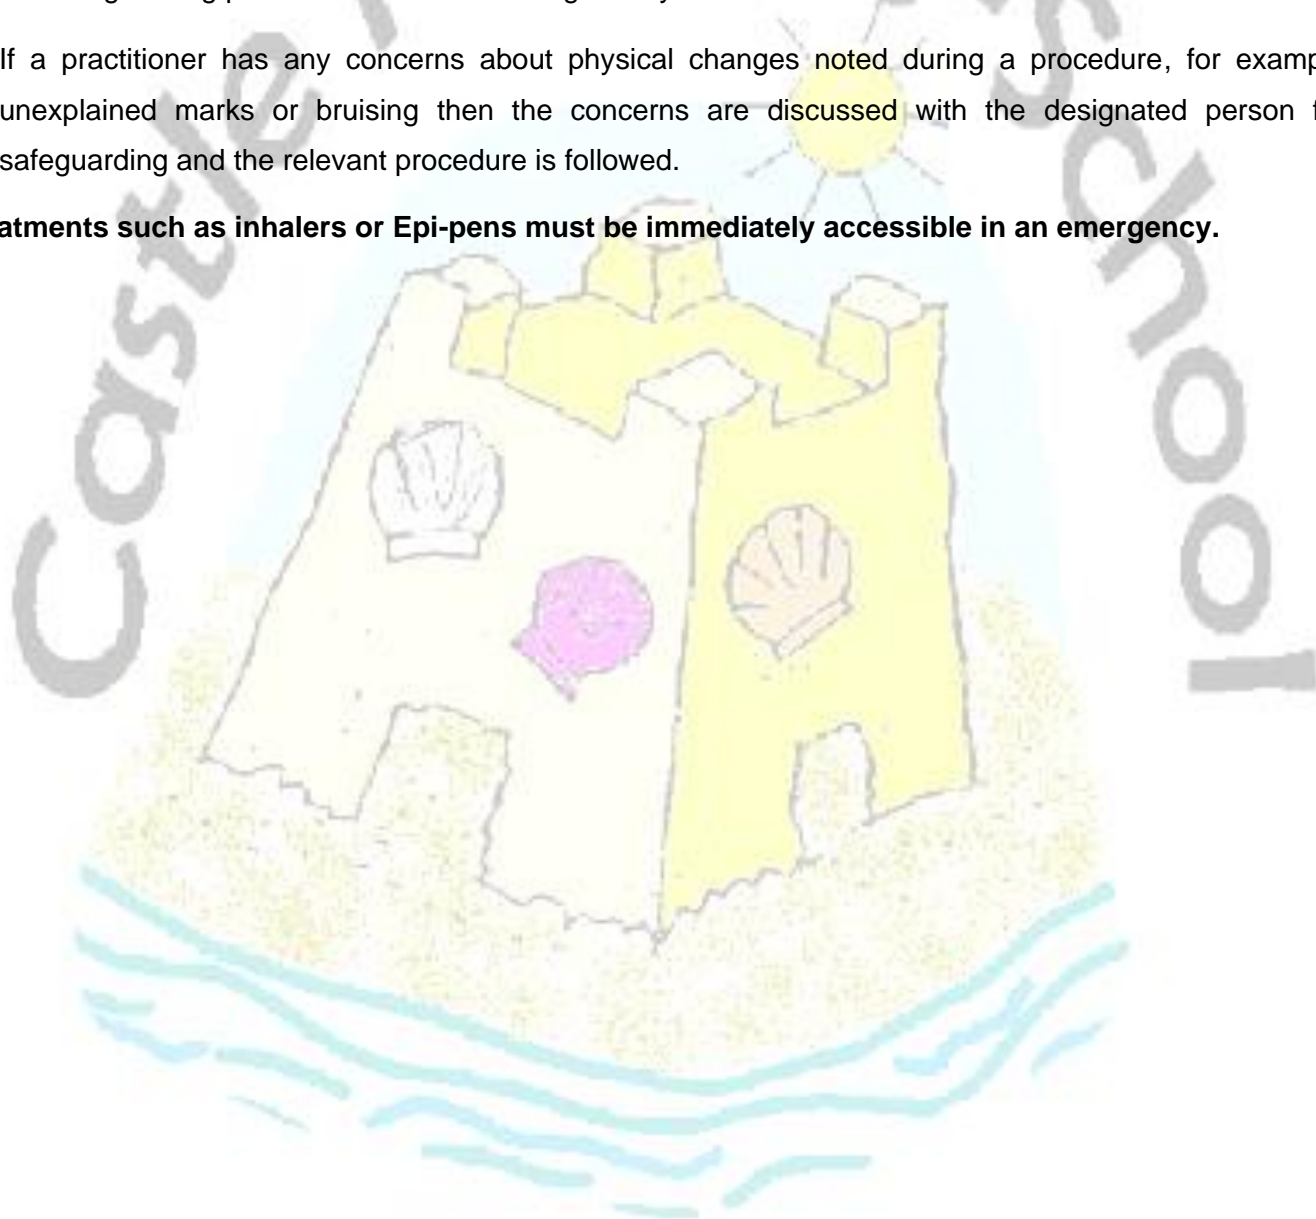 If a practitioner has any concerns about physical changes noted during a procedure, for examp
unexplained marks or bruising then the concerns are discussed with the designated person
safeguarding and the relevant procedure is followed.
atments such as inhalers or Epi-pens must be immediately accessible in an emergency.
Castle
School